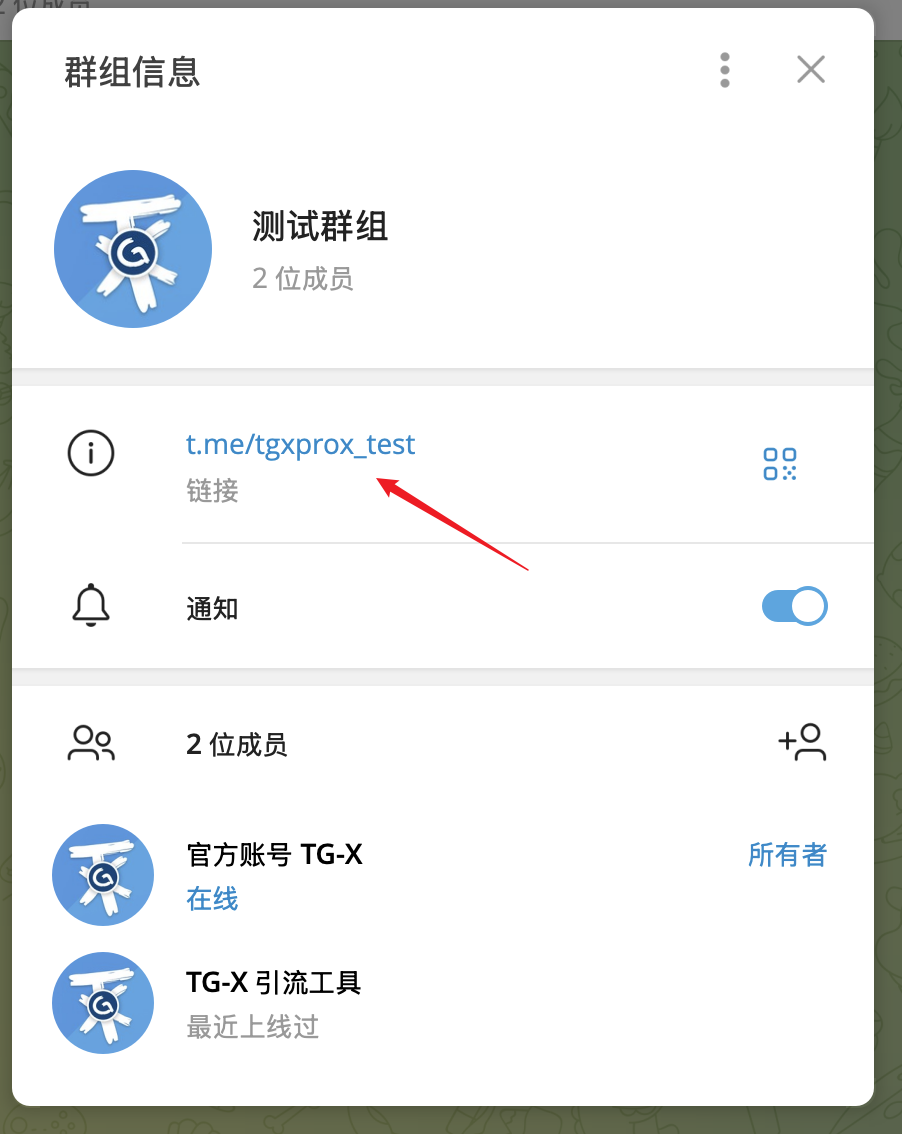 群组信息
测试群组
2 位成员
t.me/tgxprox_test
链接
通知
2 位成员
官方账号 TG-X
所有者
在线
TG-X 引流工具
最近上线过